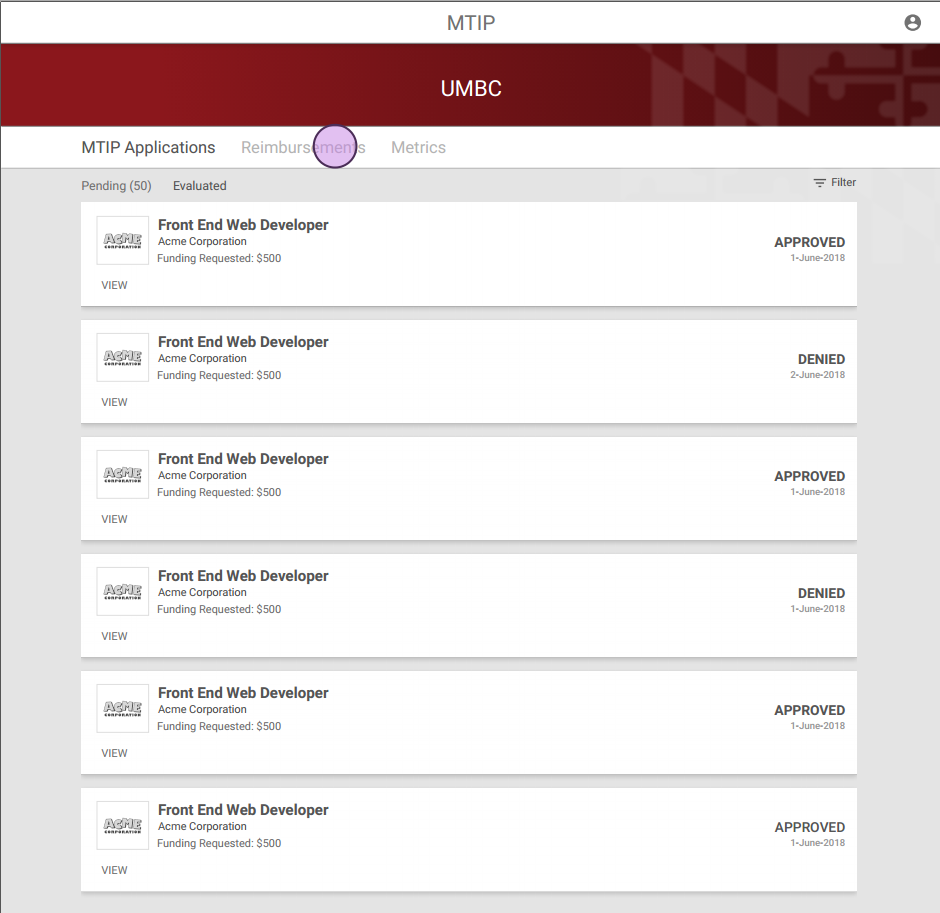 MTIP
UMBC
MTIP Applications Reimbursements Metrics
Pending (50) Evaluated Filter
ACME CORPORATION
Front End Web Developer
Acme Corporation
Funding Requested: $500
APPROVED
1-June-2018
VIEW
ACME CORPORATION
Front End Web Developer
Acme Corporation
Funding Requested: $500
DENIED
2-June-2018
VIEW
ACME CORPORATION
Front End Web Developer
Acme Corporation
Funding Requested: $500
APPROVED
1-June-2018
VIEW
ACME CORPORATION
Front End Web Developer
Acme Corporation
Funding Requested: $500
DENIED
1-June-2018
VIEW
ACME CORPORATION
Front End Web Developer
Acme Corporation
Funding Requested: $500
APPROVED
1-June-2018
VIEW
ACME CORPORATION
Front End Web Developer
Acme Corporation
Funding Requested: $500
APPROVED
1-June-2018
VIEW